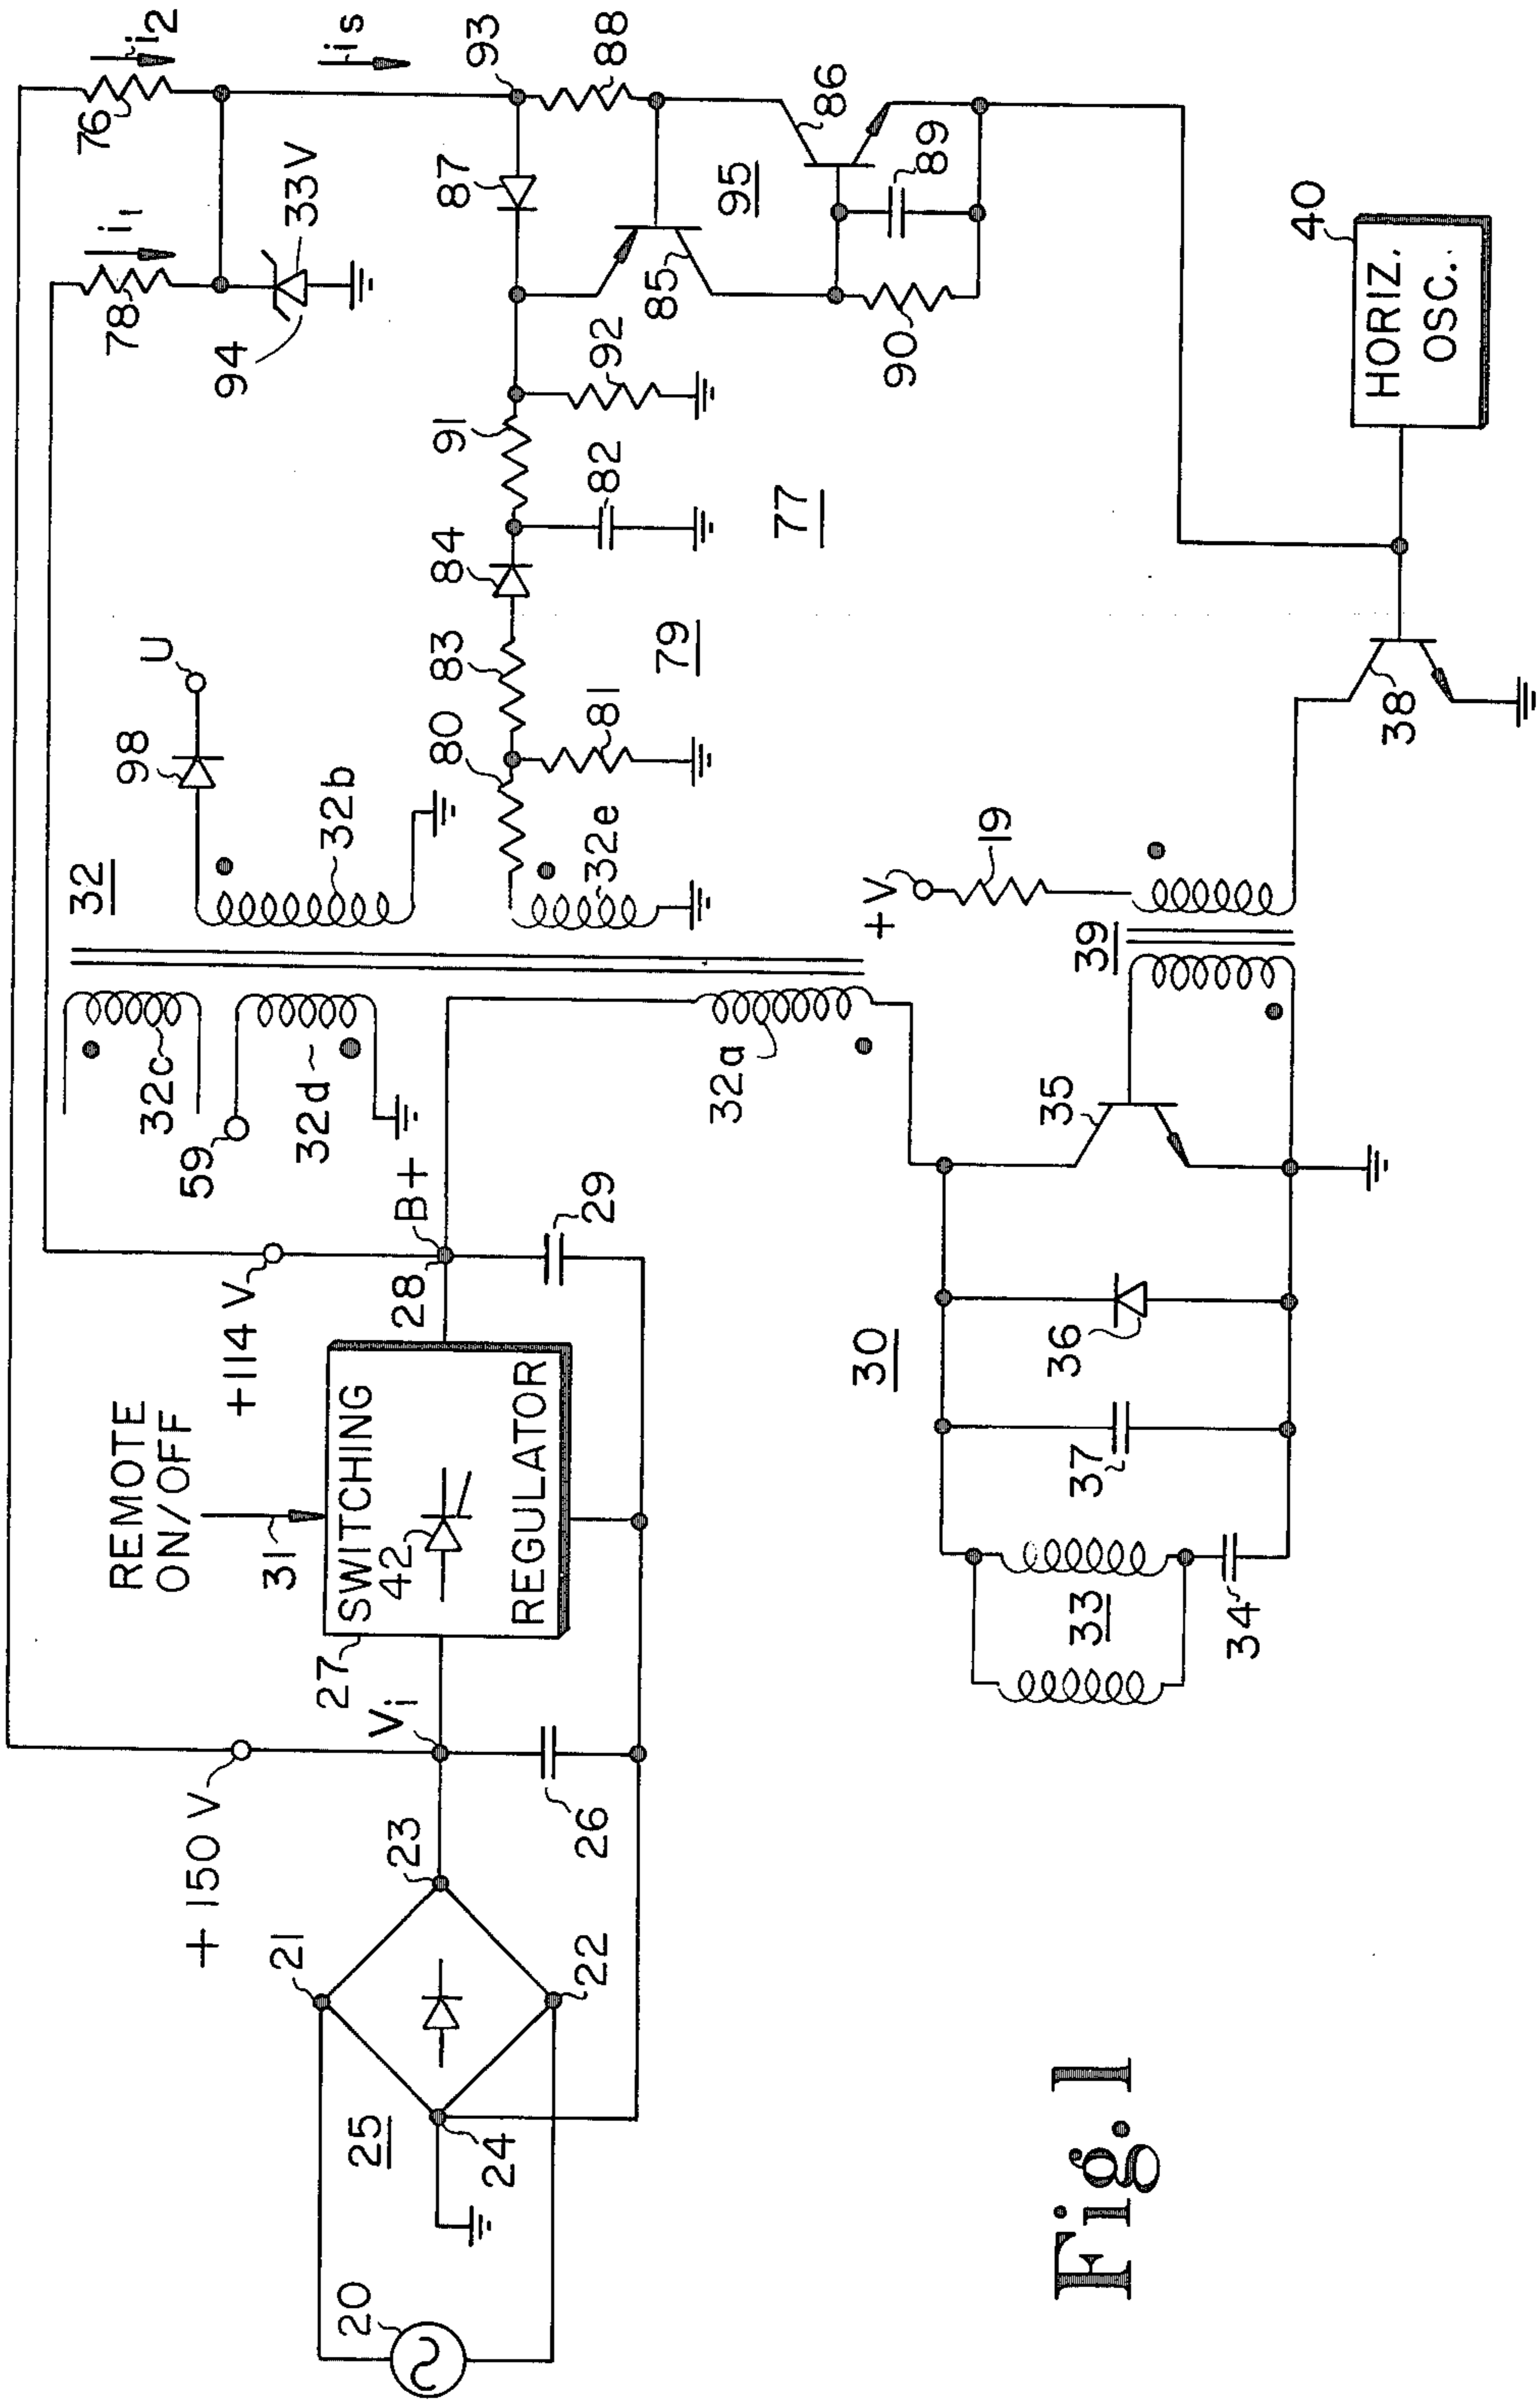 + 150 V
REMOTE
ON/OFF
31
+114 V
B+
28
29
59
32c
32d
32
98
U
32b
32e
32a
78
i1
76
i2
is
94
33V
93
88
87
86
95
85
89
90
92
91
82
84
77
83
79
80
81
20
21
22
23
24
25
26
Vi
27
SWITCHING
42
REGULATOR
30
33
34
37
36
35
39
+V
19
38
40
HORIZ.
OSC.
Fig. 1